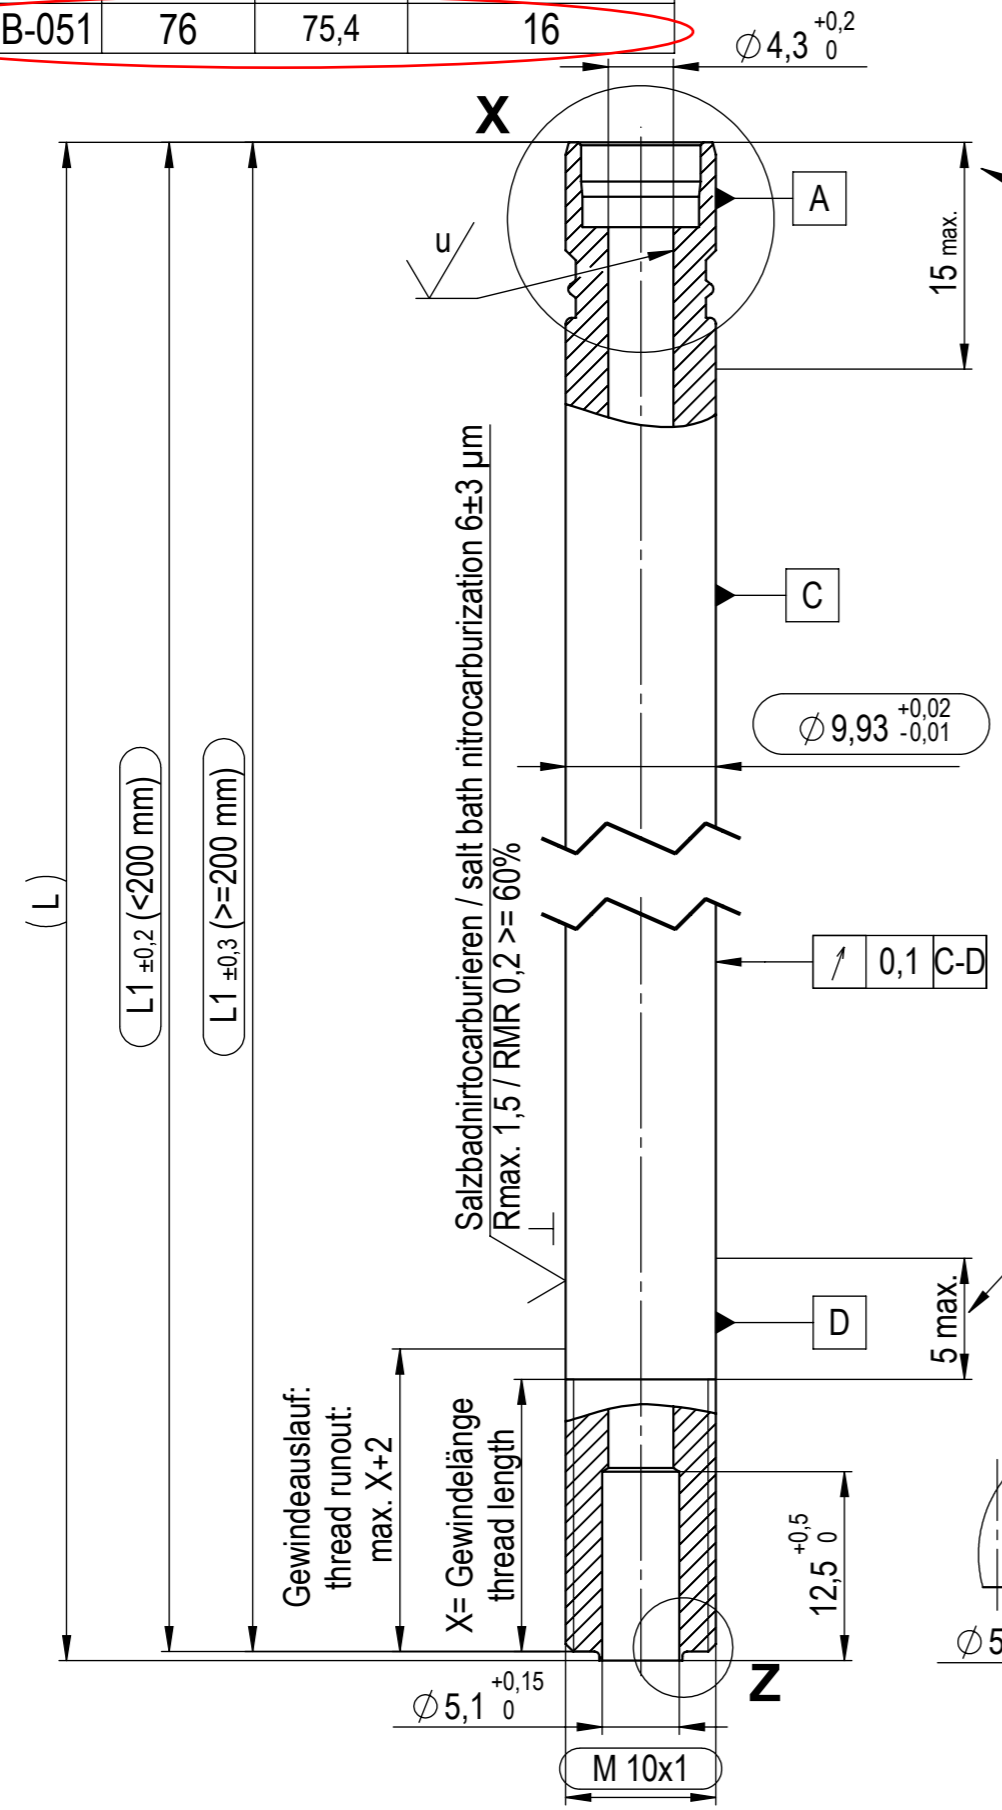 B-051 76 75,4 16
⌀ 4,3 +0,2 0
X
A
u
15 max.
Salzbadnirtocarburieren / salt bath nitrocarburization 6±3 µm
Rmax. 1,5 / RMR 0,2 >= 60%
C
⌀ 9,93 +0,02 -0,01
(L)
L1 ±0,2 (<200 mm)
L1 ±0,3 (>=200 mm)
0,1 C-D
D
5 max.
Gewindeauslauf:
thread runout:
max. X+2
X= Gewindelänge
thread length
12,5 +0,5 0
⌀ 5
Z
⌀ 5,1 +0,15 0
M 10x1